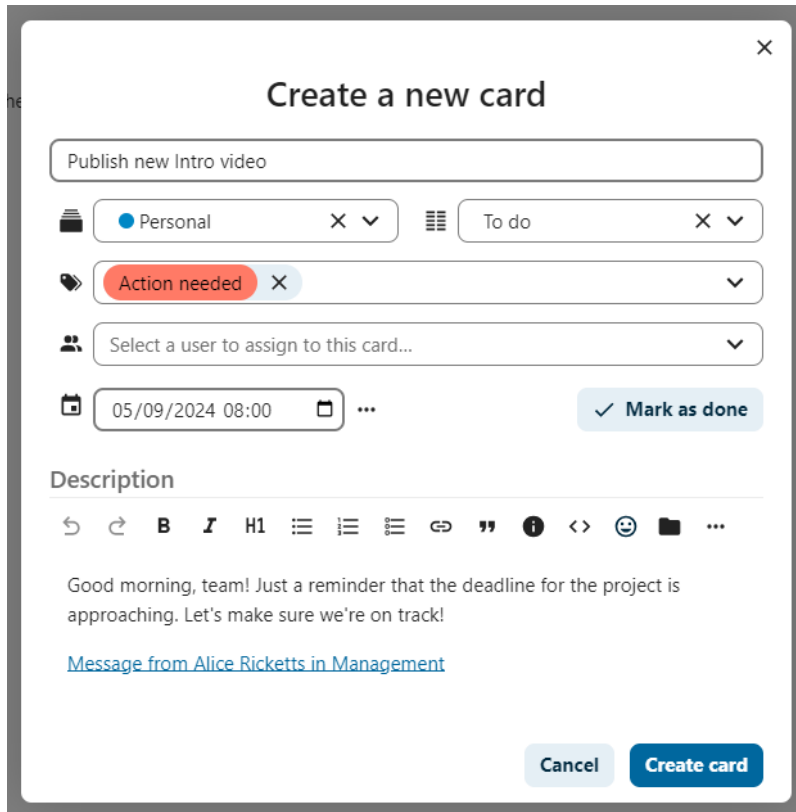 he
Create a new card
Publish new Intro video
Personal
To do
Action needed
Select a user to assign to this card...
05/09/2024 08:00
Mark as done
Description
B I H1
Good morning, team! Just a reminder that the deadline for the project is
approaching. Let's make sure we're on track!
Message from Alice Ricketts in Management
Cancel
Create card